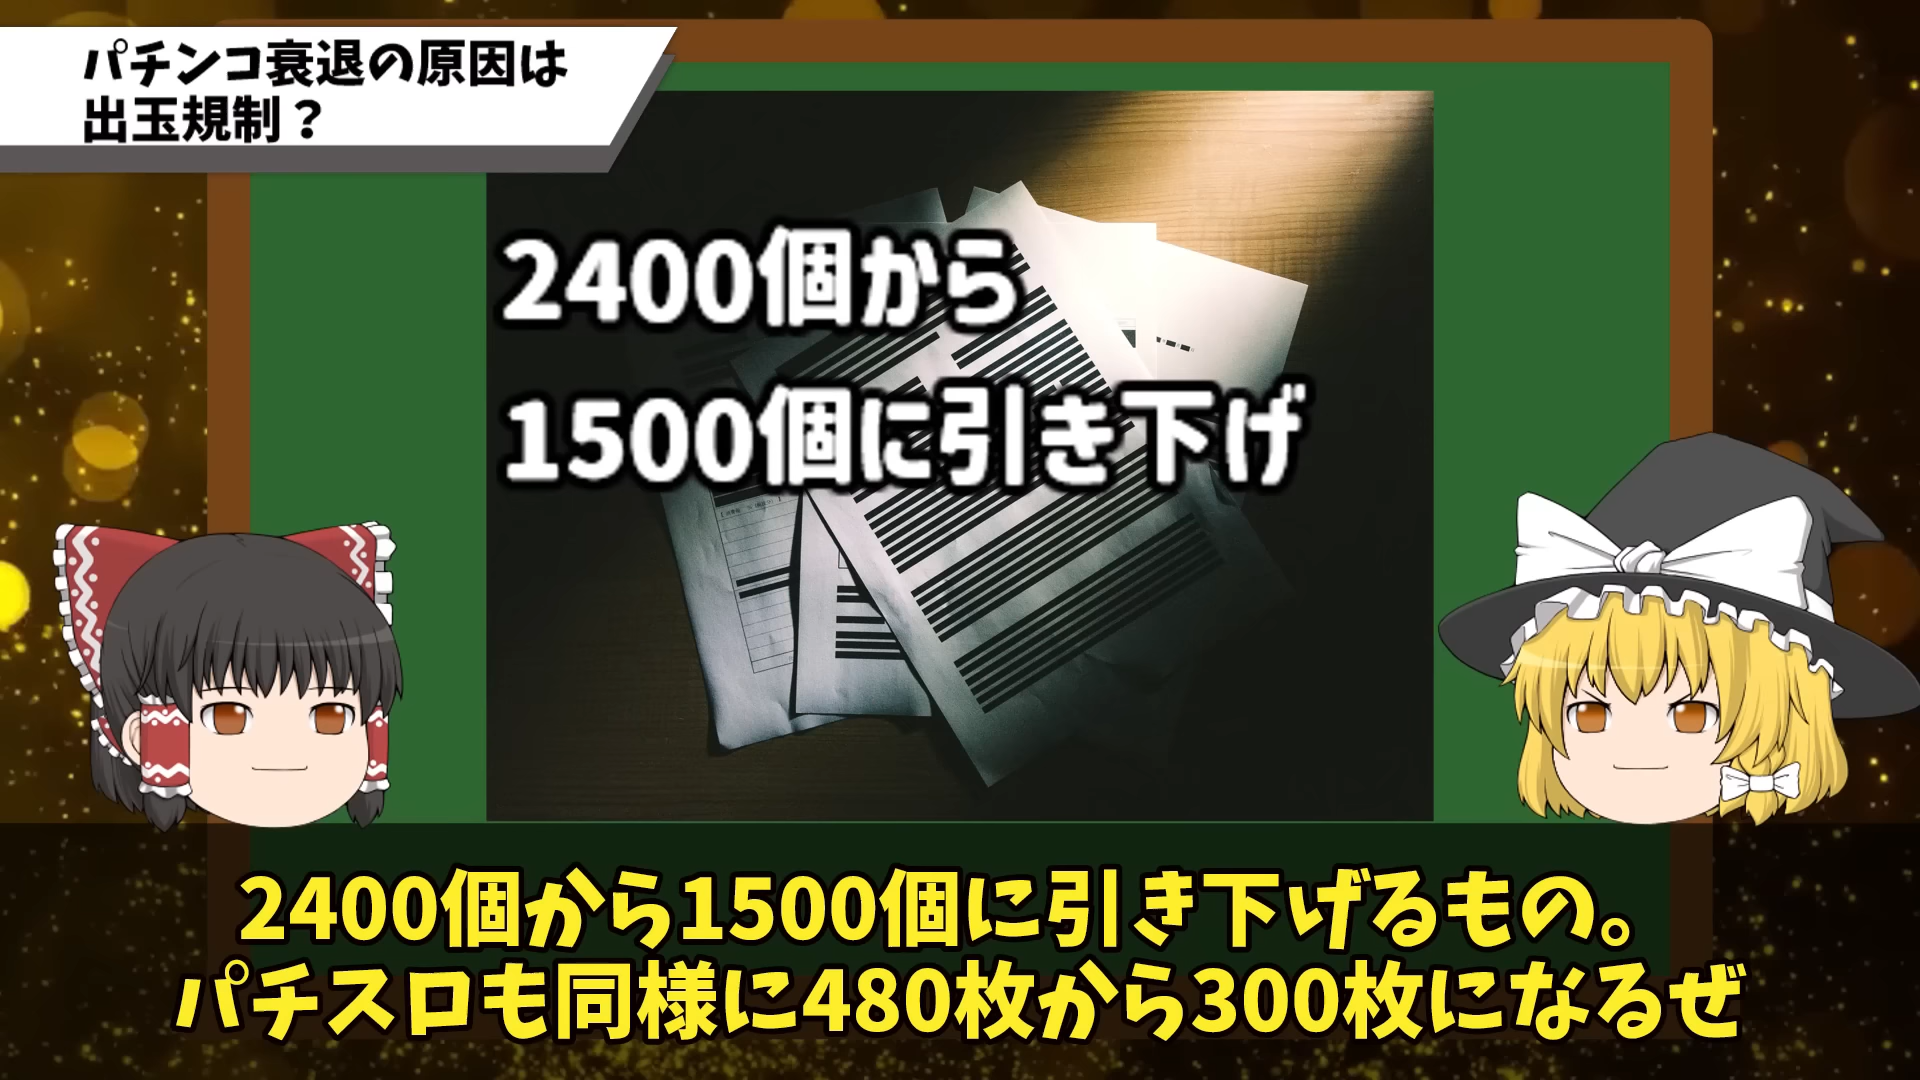 パチンコ衰退の原因は
出玉規制？
2400個から
1500個に引き下げ
2400個から1500個に引き下げるもの。
パチスロも同様に480枚から300枚になるぜ